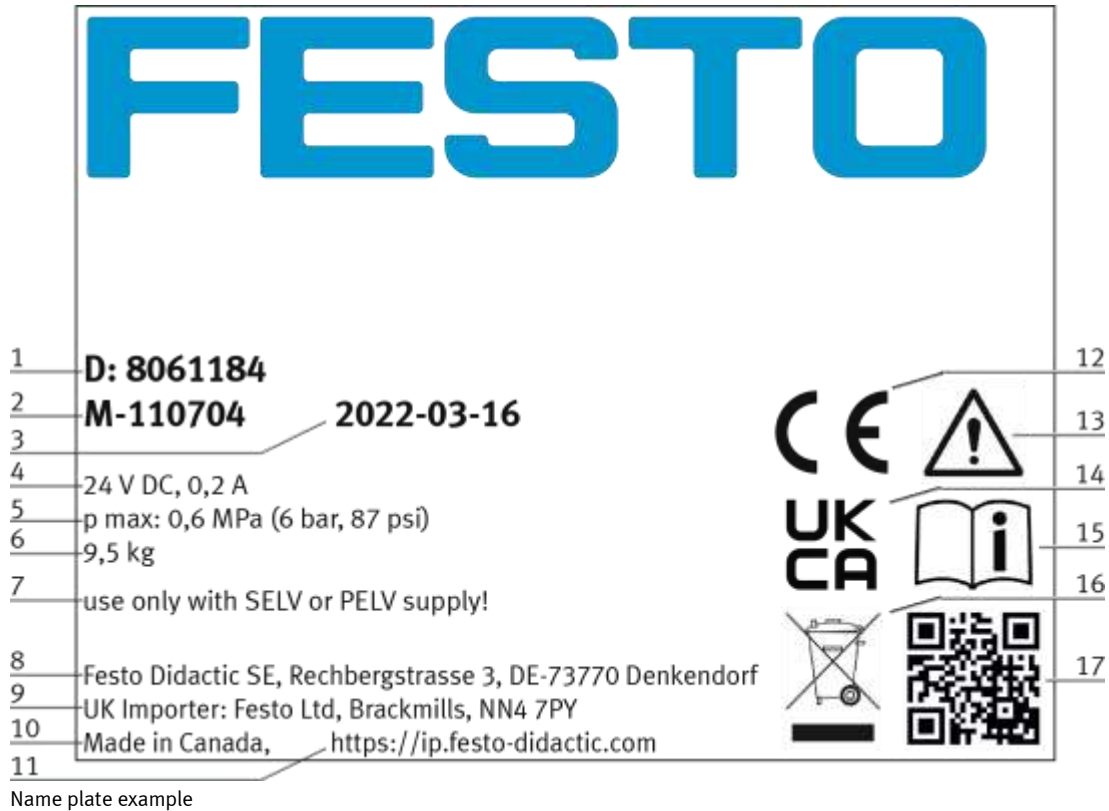 FESTO
1
D: 8061184
12
2
M-110704 2022-03-16
CE
13
3
4
24 V DC, 0,2 A
14
5
p max: 0,6 MPa (6 bar, 87 psi)
UK
CA
i
15
6
9,5 kg
7
use only with SELV or PELV supply!
16
8
Festo Didactic SE, Rechbergstrasse 3, DE-73770 Denkendorf
17
9
UK Importer: Festo Ltd, Brackmills, NN4 7PY
10
Made in Canada, https://ip.festo-didactic.com
11
Name plate example